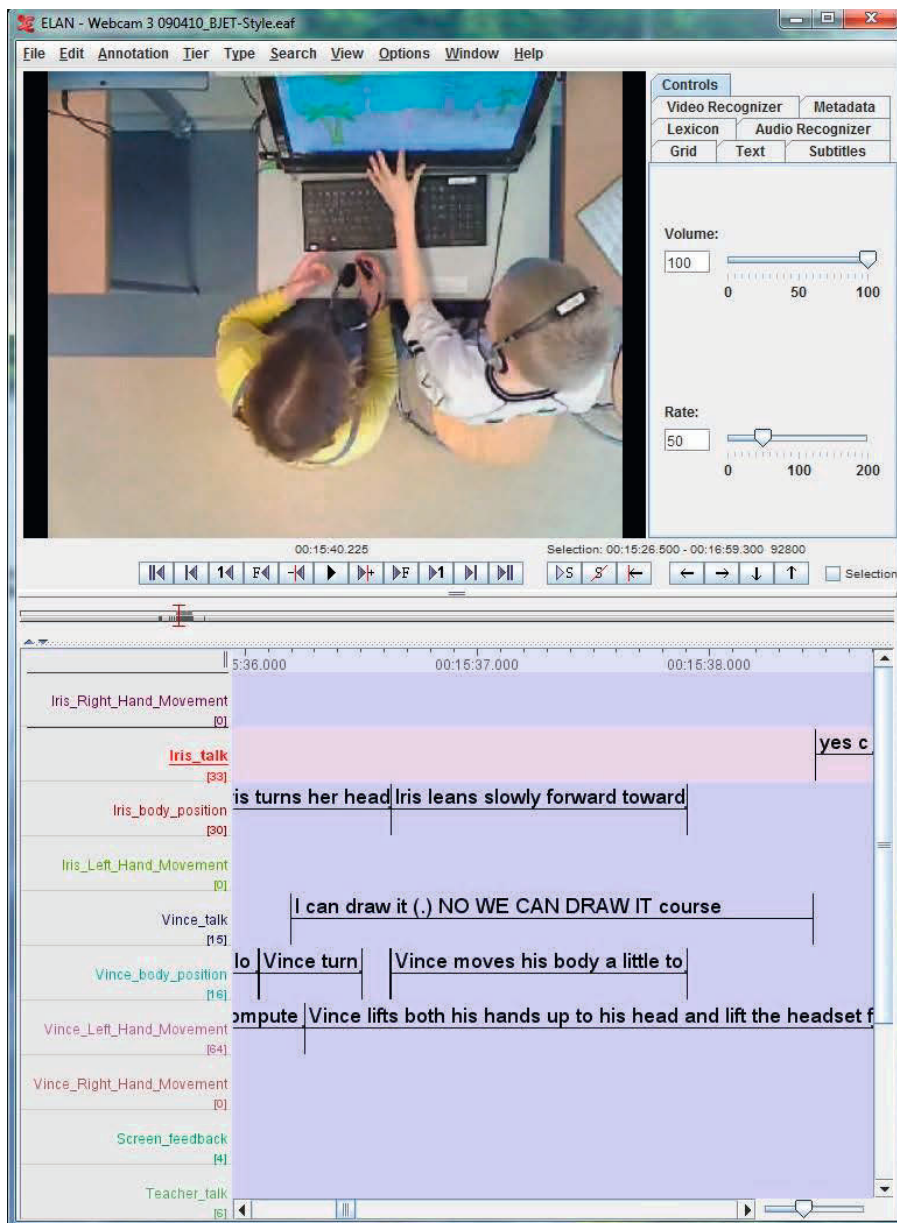 ELAN - Webcam 3 090410_BJET-Style.eaf
File Edit Annotation Tier Type Search View Options Window Help
Controls
Video Recognizer Metadata
Lexicon Audio Recognizer
Grid Text Subtitles
Volume:
100
0 50 100
Rate:
50
0 100 200
00:15:40.225 Selection: 00:15:26.500 - 00:16:59.300 92800
1 F + F 1 S S Selection
5:36.000 00:15:37.000 00:15:38.000
Iris_Right_Hand_Movement
[0]
yes c
Iris_talk
[33]
is turns her head Iris leans slowly forward toward
Iris_body_position
[30]
Iris_Left_Hand_Movement
[0]
I can draw it (.) NO WE CAN DRAW IT course
Vince_talk
[15]
lo Vince turn Vince moves his body a little to
Vince_body_position
[16]
ompute Vince lifts both his hands up to his head and lift the headset f
Vince_Left_Hand_Movement
[64]
Vince_Right_Hand_Movement
[0]
Screen_feedback
[4]
Teacher_talk
[6]